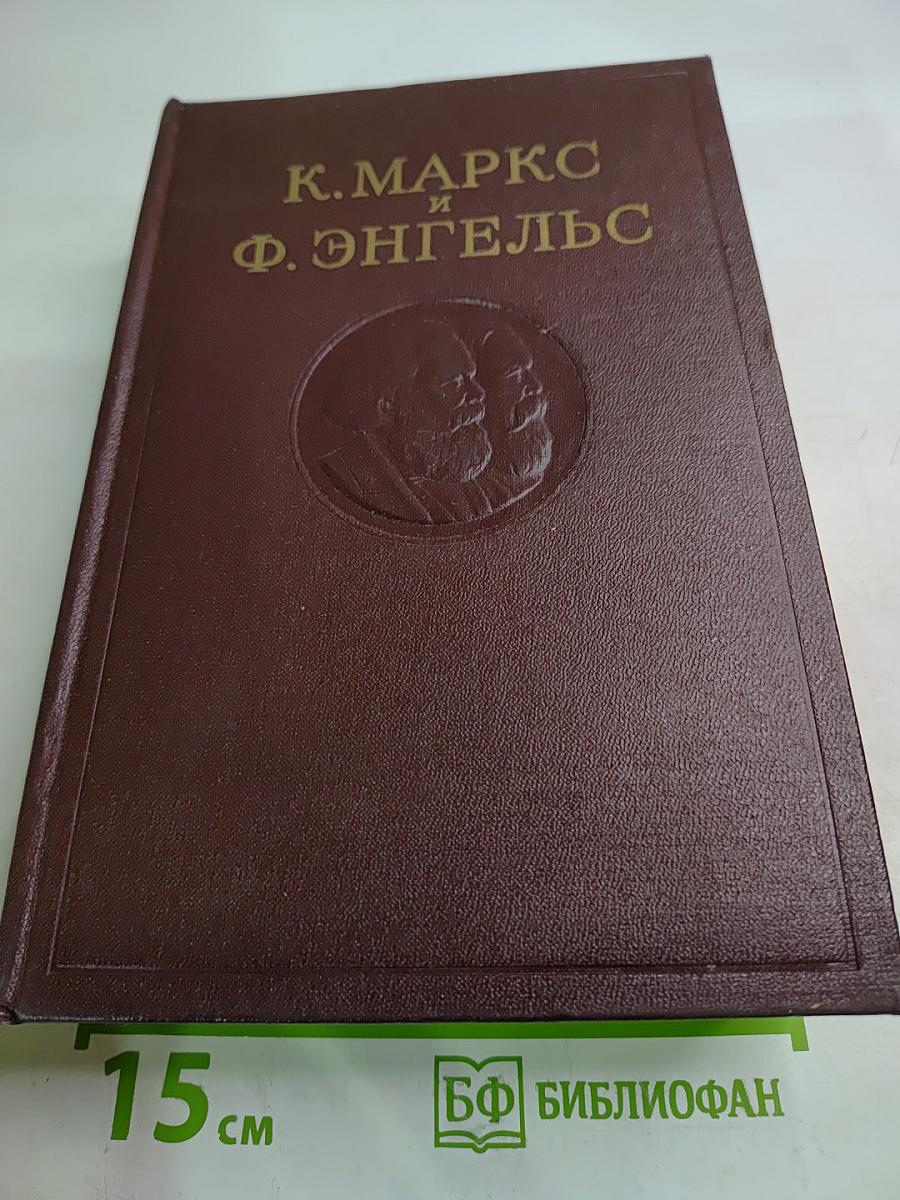 К. МАРКС
и
Ф. ЭНГЕЛЬС
15 см
БФ БИБЛИОФАН